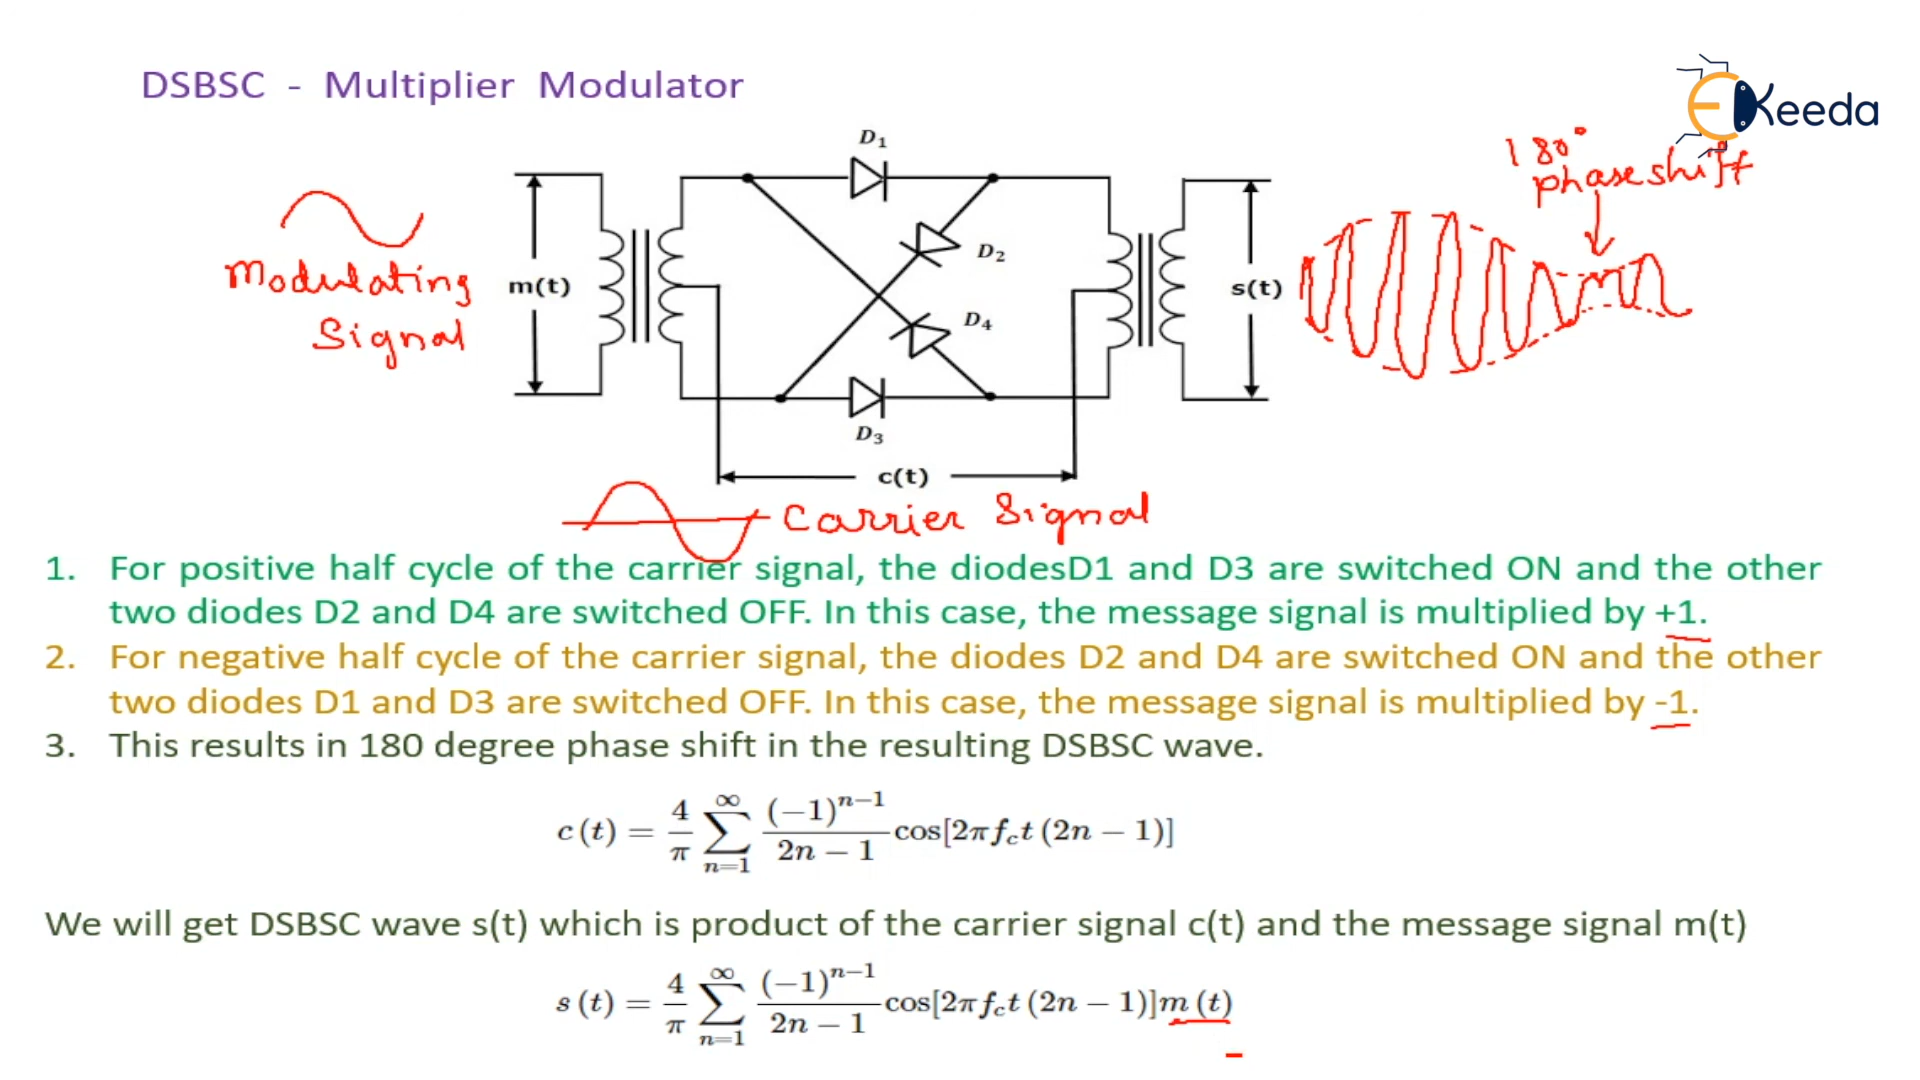 DSBSC - Multiplier Modulator
EKeeda
180°
phase shift
D₁
D₂
Modulating
Signal
m(t)
s(t)
D₄
D₃
c(t)
Carrier Signal
1. For positive half cycle of the carrier signal, the diodesD1 and D3 are switched ON and the other
two diodes D2 and D4 are switched OFF. In this case, the message signal is multiplied by +1.
2. For negative half cycle of the carrier signal, the diodes D2 and D4 are switched ON and the other
two diodes D1 and D3 are switched OFF. In this case, the message signal is multiplied by -1.
3. This results in 180 degree phase shift in the resulting DSBSC wave.
c (t) = 4/π ∑_{n=1}^{∞} (−1)^{n−1}/(2n − 1) cos[2πf_c t (2n − 1)]
We will get DSBSC wave s(t) which is product of the carrier signal c(t) and the message signal m(t)
s (t) = 4/π ∑_{n=1}^{∞} (−1)^{n−1}/(2n − 1) cos[2πf_c t (2n − 1)]m (t)